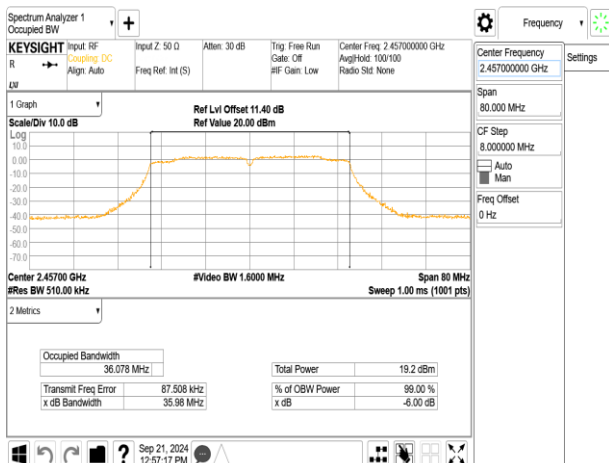 Spectrum Analyzer 1
Occupied BW
Frequency
KEYSIGHT
R
LXI
Input: RF
Coupling: DC
Align: Auto
Input Z: 50 Ω
Freq Ref: Int (S)
Atten: 30 dB
Trig: Free Run
Gate: Off
#IF Gain: Low
Center Freq: 2.457000000 GHz
Avg|Hold: 100/100
Radio Std: None
Center Frequency
2.457000000 GHz
Settings
Span
80.000 MHz
CF Step
8.000000 MHz
Auto
Man
Freq Offset
0 Hz
1 Graph
Scale/Div 10.0 dB
Ref Lvl Offset 11.40 dB
Ref Value 20.00 dBm
Log
10.0
0.00
-10.0
-20.0
-30.0
-40.0
-50.0
-60.0
-70.0
Center 2.45700 GHz
#Res BW 510.00 kHz
#Video BW 1.6000 MHz
Span 80 MHz
Sweep 1.00 ms (1001 pts)
2 Metrics
Occupied Bandwidth
36.078 MHz
Transmit Freq Error 87.508 kHz
x dB Bandwidth 35.98 MHz
Total Power 19.2 dBm
% of OBW Power 99.00 %
x dB -6.00 dB
?
Sep 21, 2024
12:57:17 PM